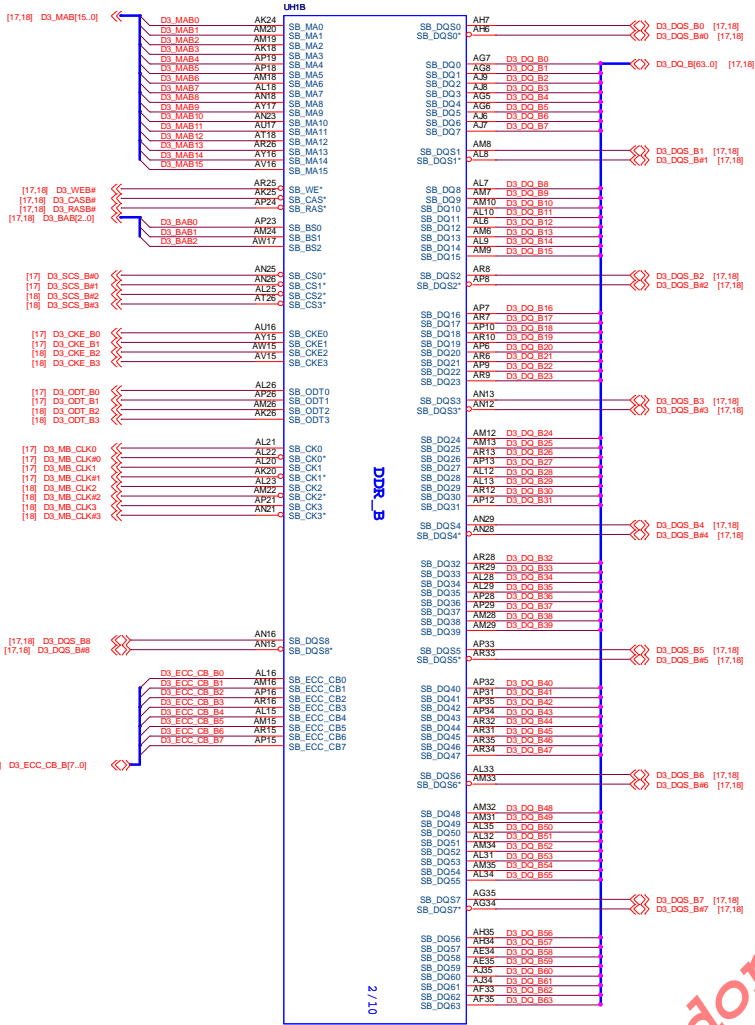 UH1B
[17,18] D3_MAB[15..0]
D3_MAB0 AK24 SB_MA0
D3_MAB1 AM20 SB_MA1
D3_MAB2 AM19 SB_MA2
D3_MAB3 AK18 SB_MA3
D3_MAB4 AP19 SB_MA4
D3_MAB5 AP18 SB_MA5
D3_MAB6 AM18 SB_MA6
D3_MAB7 AL18 SB_MA7
D3_MAB8 AN18 SB_MA8
D3_MAB9 AY17 SB_MA9
D3_MAB10 AN23 SB_MA10
D3_MAB11 AU17 SB_MA11
D3_MAB12 AT18 SB_MA12
D3_MAB13 AR26 SB_MA13
D3_MAB14 AY16 SB_MA14
D3_MAB15 AV16 SB_MA15
[17,18] D3_WEB# AR25 SB_WE*
[17,18] D3_CASB# AK25 SB_CAS*
[17,18] D3_RASB# AP24 SB_RAS*
[17,18] D3_BAB[2..0]
D3_BAB0 AP23 SB_BS0
D3_BAB1 AM24 SB_BS1
D3_BAB2 AW17 SB_BS2
[17] D3_SCS_B#0 AN25 SB_CS0*
[17] D3_SCS_B#1 AN26 SB_CS1*
[18] D3_SCS_B#2 AL25 SB_CS2*
[18] D3_SCS_B#3 AT26 SB_CS3*
[17] D3_CKE_B0 AU16 SB_CKE0
[17] D3_CKE_B1 AY15 SB_CKE1
[18] D3_CKE_B2 AW15 SB_CKE2
[18] D3_CKE_B3 AV15 SB_CKE3
[17] D3_ODT_B0 AL26 SB_ODT0
[17] D3_ODT_B1 AP26 SB_ODT1
[18] D3_ODT_B2 AM26 SB_ODT2
[18] D3_ODT_B3 AK26 SB_ODT3
[17] D3_MB_CLK0 AL21 SB_CK0
[17] D3_MB_CLK#0 AL22 SB_CK0*
[17] D3_MB_CLK1 AL20 SB_CK1
[17] D3_MB_CLK#1 AK20 SB_CK1*
[18] D3_MB_CLK2 AL23 SB_CK2
[18] D3_MB_CLK#2 AM22 SB_CK2*
[18] D3_MB_CLK3 AP21 SB_CK3
[18] D3_MB_CLK#3 AN21 SB_CK3*
[17,18] D3_DQS_B8 AN16 SB_DQS8
[17,18] D3_DQS_B#8 AN15 SB_DQS8*
D3_ECC_CB_B0 AL16 SB_ECC_CB0
D3_ECC_CB_B1 AM16 SB_ECC_CB1
D3_ECC_CB_B2 AP16 SB_ECC_CB2
D3_ECC_CB_B3 AR16 SB_ECC_CB3
D3_ECC_CB_B4 AL15 SB_ECC_CB4
D3_ECC_CB_B5 AM15 SB_ECC_CB5
D3_ECC_CB_B6 AR15 SB_ECC_CB6
D3_ECC_CB_B7 AP15 SB_ECC_CB7
D3_ECC_CB_B[7..0]
DDR_B
2/10
SB_DQS0 AH7 D3_DQS_B0 [17,18]
SB_DQS0* AH6 D3_DQS_B#0 [17,18]
D3_DQ_B[63..0] [17,18]
SB_DQ0 AG7 D3_DQ_B0
SB_DQ1 AG8 D3_DQ_B1
SB_DQ2 AJ9 D3_DQ_B2
SB_DQ3 AJ8 D3_DQ_B3
SB_DQ4 AG5 D3_DQ_B4
SB_DQ5 AG6 D3_DQ_B5
SB_DQ6 AJ6 D3_DQ_B6
SB_DQ7 AJ7 D3_DQ_B7
SB_DQS1 AM8 D3_DQS_B1 [17,18]
SB_DQS1* AL8 D3_DQS_B#1 [17,18]
SB_DQ8 AL7 D3_DQ_B8
SB_DQ9 AM7 D3_DQ_B9
SB_DQ10 AM10 D3_DQ_B10
SB_DQ11 AL10 D3_DQ_B11
SB_DQ12 AL6 D3_DQ_B12
SB_DQ13 AM6 D3_DQ_B13
SB_DQ14 AL9 D3_DQ_B14
SB_DQ15 AM9 D3_DQ_B15
SB_DQS2 AR8 D3_DQS_B2 [17,18]
SB_DQS2* AP8 D3_DQS_B#2 [17,18]
SB_DQ16 AP7 D3_DQ_B16
SB_DQ17 AR7 D3_DQ_B17
SB_DQ18 AP10 D3_DQ_B18
SB_DQ19 AR10 D3_DQ_B19
SB_DQ20 AP6 D3_DQ_B20
SB_DQ21 AR6 D3_DQ_B21
SB_DQ22 AP9 D3_DQ_B22
SB_DQ23 AR9 D3_DQ_B23
SB_DQS3 AN13 D3_DQS_B3 [17,18]
SB_DQS3* AN12 D3_DQS_B#3 [17,18]
SB_DQ24 AM12 D3_DQ_B24
SB_DQ25 AM13 D3_DQ_B25
SB_DQ26 AR13 D3_DQ_B26
SB_DQ27 AP13 D3_DQ_B27
SB_DQ28 AL12 D3_DQ_B28
SB_DQ29 AL13 D3_DQ_B29
SB_DQ30 AR12 D3_DQ_B30
SB_DQ31 AP12 D3_DQ_B31
SB_DQS4 AN29 D3_DQS_B4 [17,18]
SB_DQS4* AN28 D3_DQS_B#4 [17,18]
SB_DQ32 AR28 D3_DQ_B32
SB_DQ33 AR29 D3_DQ_B33
SB_DQ34 AL28 D3_DQ_B34
SB_DQ35 AL29 D3_DQ_B35
SB_DQ36 AP28 D3_DQ_B36
SB_DQ37 AP29 D3_DQ_B37
SB_DQ38 AM28 D3_DQ_B38
SB_DQ39 AM29 D3_DQ_B39
SB_DQS5 AP33 D3_DQS_B5 [17,18]
SB_DQS5* AR33 D3_DQS_B#5 [17,18]
SB_DQ40 AP32 D3_DQ_B40
SB_DQ41 AP31 D3_DQ_B41
SB_DQ42 AP35 D3_DQ_B42
SB_DQ43 AP34 D3_DQ_B43
SB_DQ44 AR32 D3_DQ_B44
SB_DQ45 AR31 D3_DQ_B45
SB_DQ46 AR35 D3_DQ_B46
SB_DQ47 AR34 D3_DQ_B47
SB_DQS6 AL33 D3_DQS_B6 [17,18]
SB_DQS6* AM33 D3_DQS_B#6 [17,18]
SB_DQ48 AM32 D3_DQ_B48
SB_DQ49 AM31 D3_DQ_B49
SB_DQ50 AL35 D3_DQ_B50
SB_DQ51 AL32 D3_DQ_B51
SB_DQ52 AM34 D3_DQ_B52
SB_DQ53 AL31 D3_DQ_B53
SB_DQ54 AM35 D3_DQ_B54
SB_DQ55 AL34 D3_DQ_B55
SB_DQS7 AG35 D3_DQS_B7 [17,18]
SB_DQS7* AG34 D3_DQS_B#7 [17,18]
SB_DQ56 AH35 D3_DQ_B56
SB_DQ57 AH34 D3_DQ_B57
SB_DQ58 AE34 D3_DQ_B58
SB_DQ59 AE35 D3_DQ_B59
SB_DQ60 AJ35 D3_DQ_B60
SB_DQ61 AJ34 D3_DQ_B61
SB_DQ62 AF33 D3_DQ_B62
SB_DQ63 AF35 D3_DQ_B63